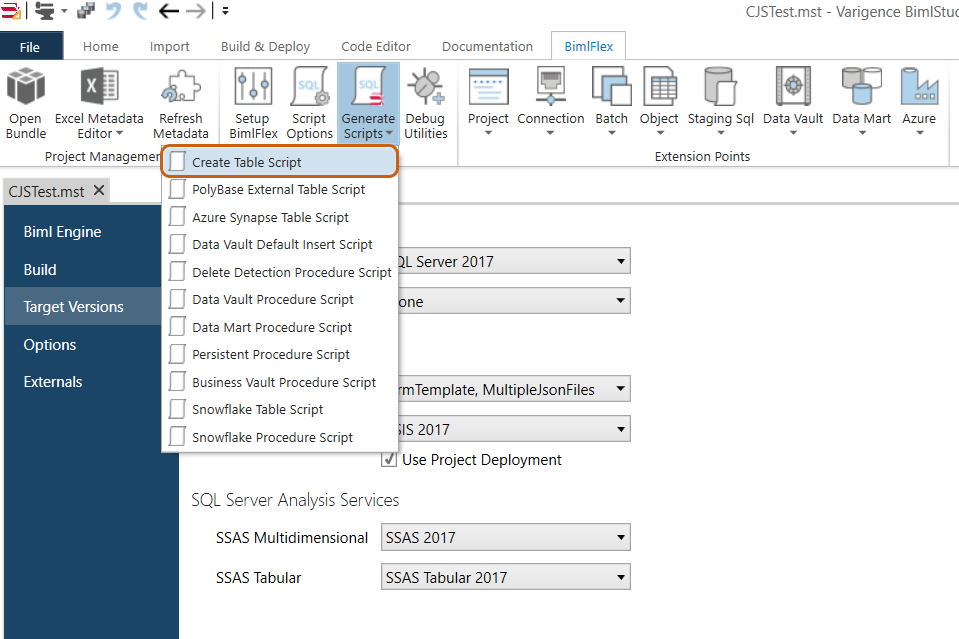 CJSTest.mst - Varigence BimlStud
File Home Import Build & Deploy Code Editor Documentation BimlFlex
Open Bundle
Excel Metadata Editor
Refresh Metadata
Setup BimlFlex
Script Options
Generate Scripts
Debug Utilities
Project
Connection
Batch
Object
Staging Sql
Data Vault
Data Mart
Azure
Project Managemen
Extension Points
Create Table Script
PolyBase External Table Script
Azure Synapse Table Script
Data Vault Default Insert Script
Delete Detection Procedure Script
Data Vault Procedure Script
Data Mart Procedure Script
Persistent Procedure Script
Business Vault Procedure Script
Snowflake Table Script
Snowflake Procedure Script
CJSTest.mst
Biml Engine
Build
Target Versions
Options
Externals
QL Server 2017
one
rmTemplate, MultipleJsonFiles
SIS 2017
Use Project Deployment
SQL Server Analysis Services
SSAS Multidimensional SSAS 2017
SSAS Tabular SSAS Tabular 2017